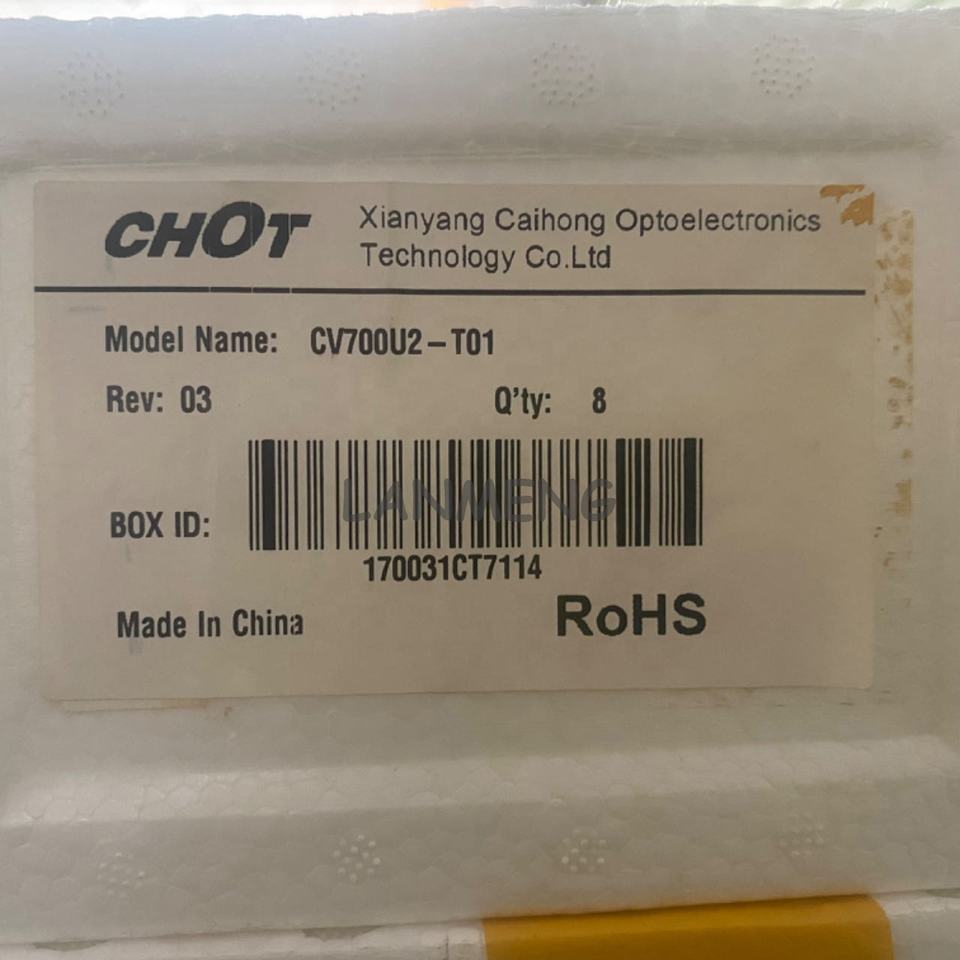 CHOT
Xianyang Caihong Optoelectronics
Technology Co.Ltd
Model Name: CV700U2-T01
Rev: 03 Q'ty: 8
LANMENG
BOX ID:
170031CT7114
Made In China RoHS